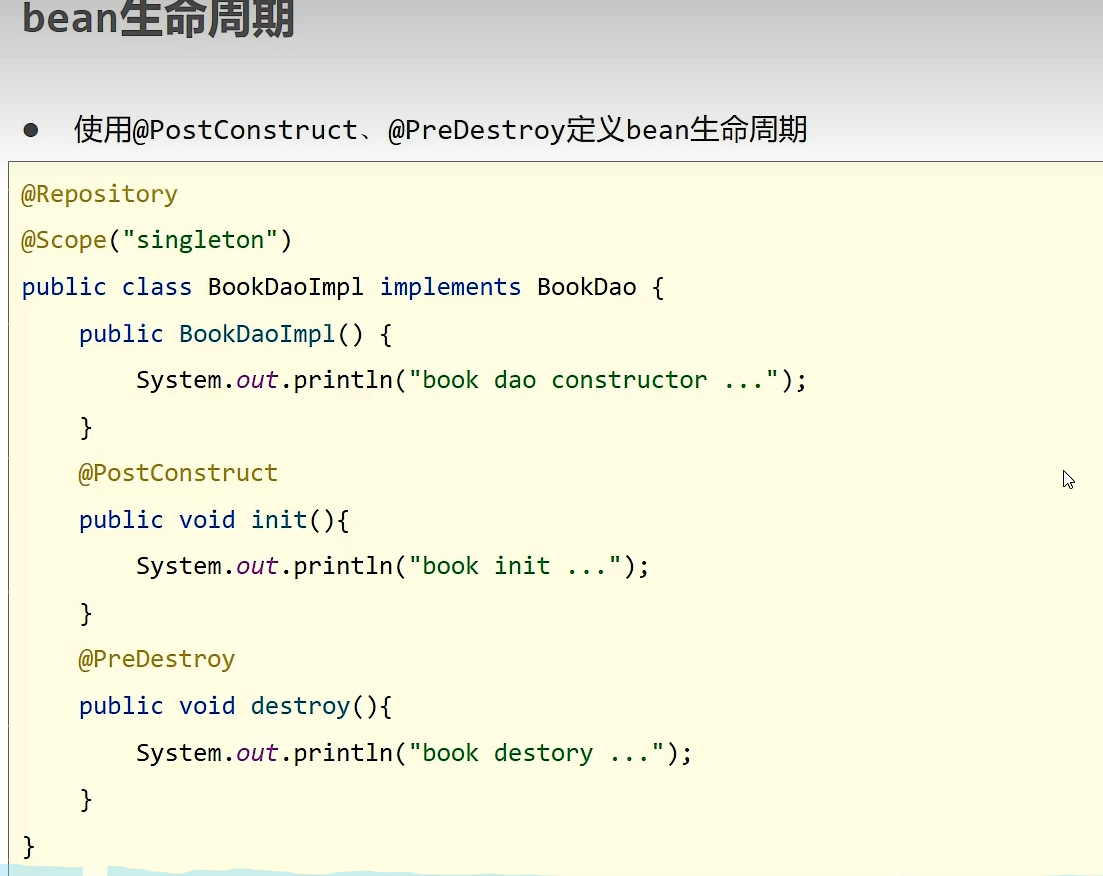 bean生命周期
● 使用@PostConstruct、@PreDestroy定义bean生命周期
@Repository
@Scope("singleton")
public class BookDaoImpl implements BookDao {
    public BookDaoImpl() {
        System.out.println("book dao constructor ...");
    }
    @PostConstruct
    public void init(){
        System.out.println("book init ...");
    }
    @PreDestroy
    public void destroy(){
        System.out.println("book destory ...");
    }
}